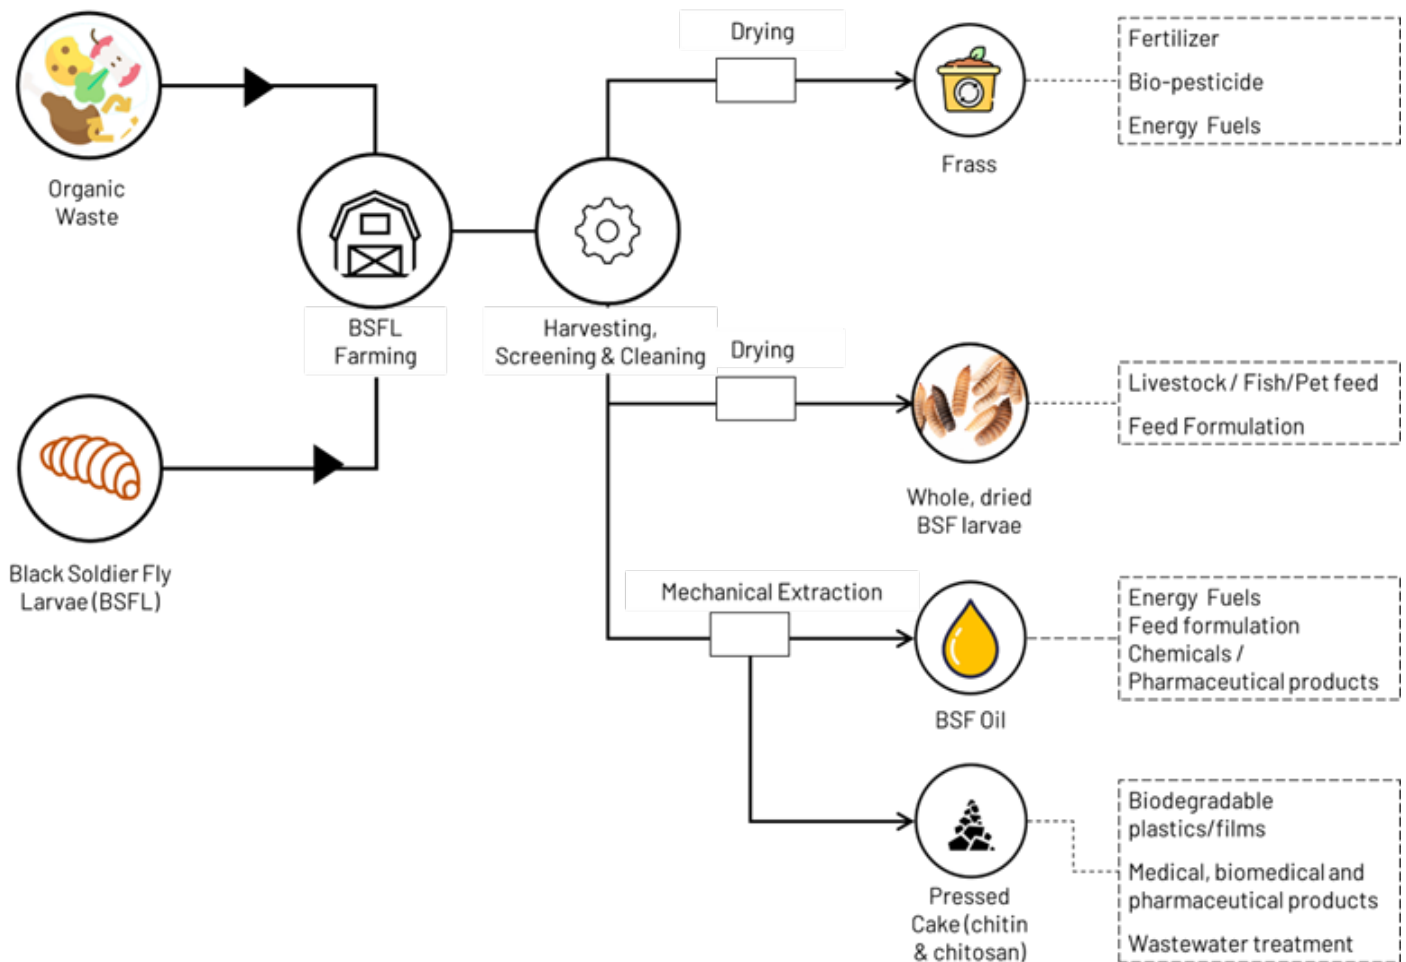 Drying
Fertilizer
Bio-pesticide
Energy Fuels
Frass
Organic
Waste
BSFL
Farming
Harvesting,
Screening & Cleaning
Drying
Livestock / Fish/Pet feed
Feed Formulation
Whole, dried
BSF larvae
Black Soldier Fly
Larvae (BSFL)
Mechanical Extraction
Energy Fuels
Feed formulation
Chemicals /
Pharmaceutical products
BSF Oil
Biodegradable
plastics/films
Medical, biomedical and
pharmaceutical products
Wastewater treatment
Pressed
Cake (chitin
& chitosan)